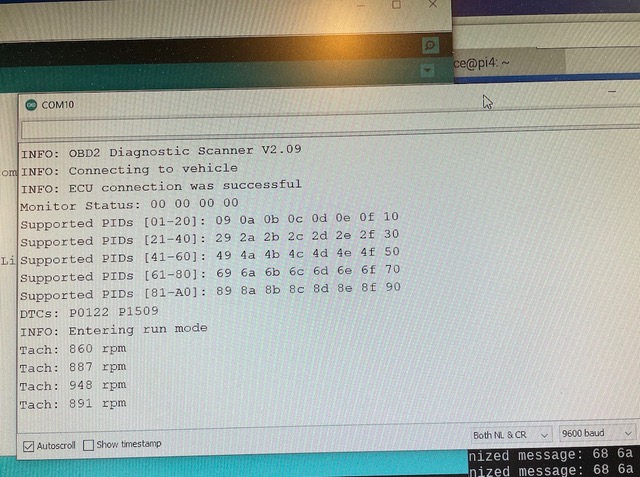 ce@pi4: ~
COM10
INFO: OBD2 Diagnostic Scanner V2.09
INFO: Connecting to vehicle
INFO: ECU connection was successful
Monitor Status: 00 00 00 00
Supported PIDs [01-20]: 09 0a 0b 0c 0d 0e 0f 10
Supported PIDs [21-40]: 29 2a 2b 2c 2d 2e 2f 30
Supported PIDs [41-60]: 49 4a 4b 4c 4d 4e 4f 50
Supported PIDs [61-80]: 69 6a 6b 6c 6d 6e 6f 70
Supported PIDs [81-A0]: 89 8a 8b 8c 8d 8e 8f 90
DTCs: P0122 P1509
INFO: Entering run mode
Tach: 860 rpm
Tach: 887 rpm
Tach: 948 rpm
Tach: 891 rpm
om
Li
Autoscroll Show timestamp Both NL & CR 9600 baud
nized message: 68 6a
nized message: 68 6a